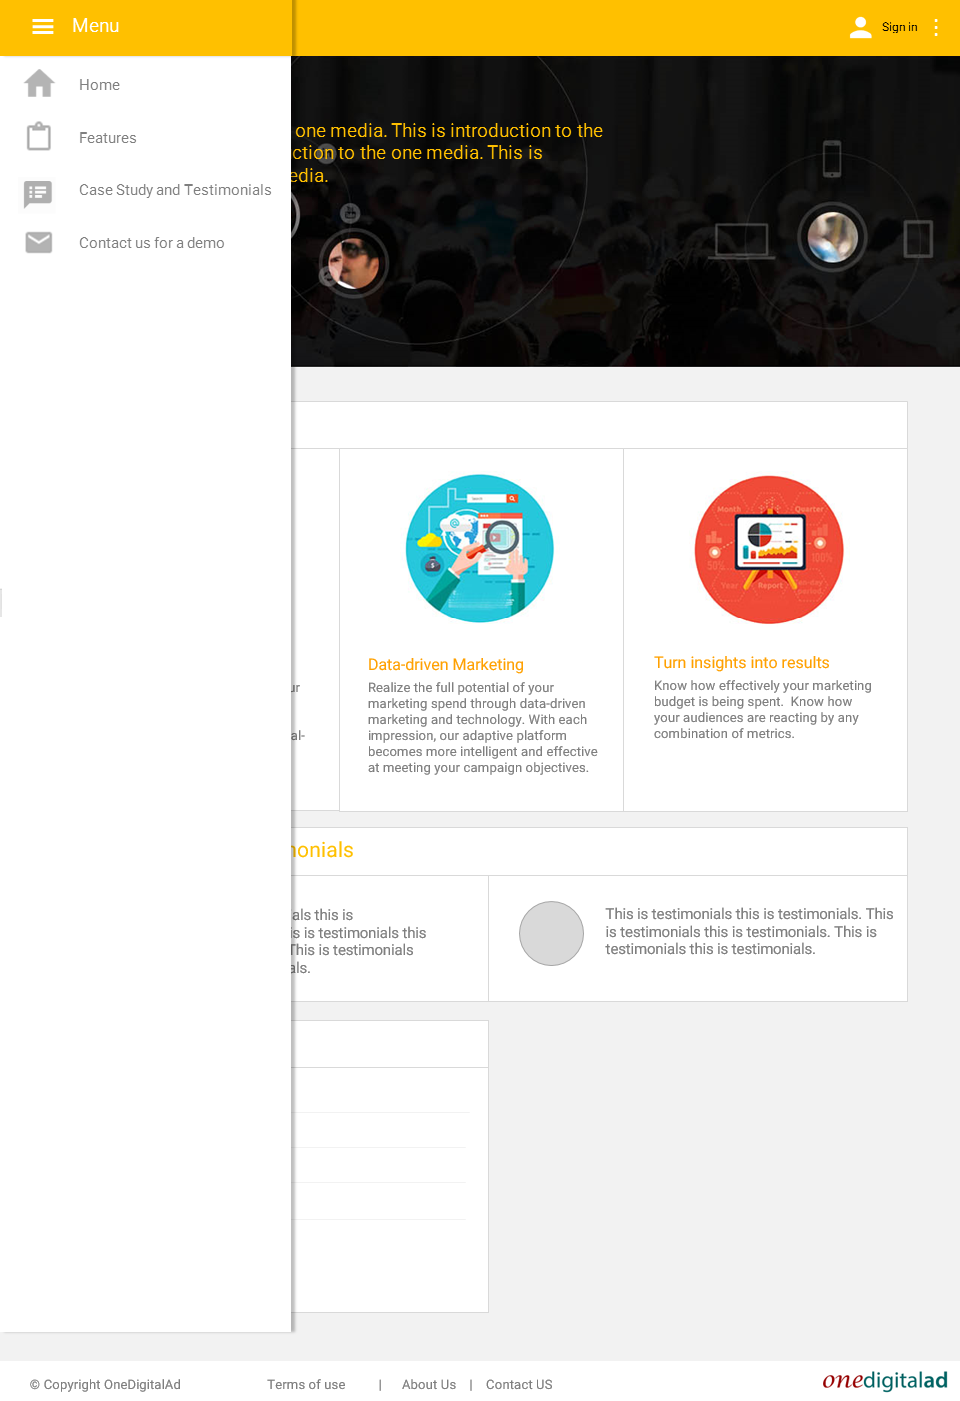 Menu
Sign in
Home
Features
Case Study and Testimonials
Contact us for a demo
one media. This is introduction to the
ction to the one media. This is
edia.
Search
Month
Quarter
50%
100%
Year
Report
Ten-day
period
ur
al-
Data-driven Marketing
Realize the full potential of your
marketing spend through data-driven
marketing and technology. With each
impression, our adaptive platform
becomes more intelligent and effective
at meeting your campaign objectives.
Turn insights into results
Know how effectively your marketing
budget is being spent. Know how
your audiences are reacting by any
combination of metrics.
monials
als this is
is is testimonials this
This is testimonials
als.
This is testimonials this is testimonials. This
is testimonials this is testimonials. This is
testimonials this is testimonials.
© Copyright OneDigitalAd
Terms of use | About Us | Contact US
onedigitalad